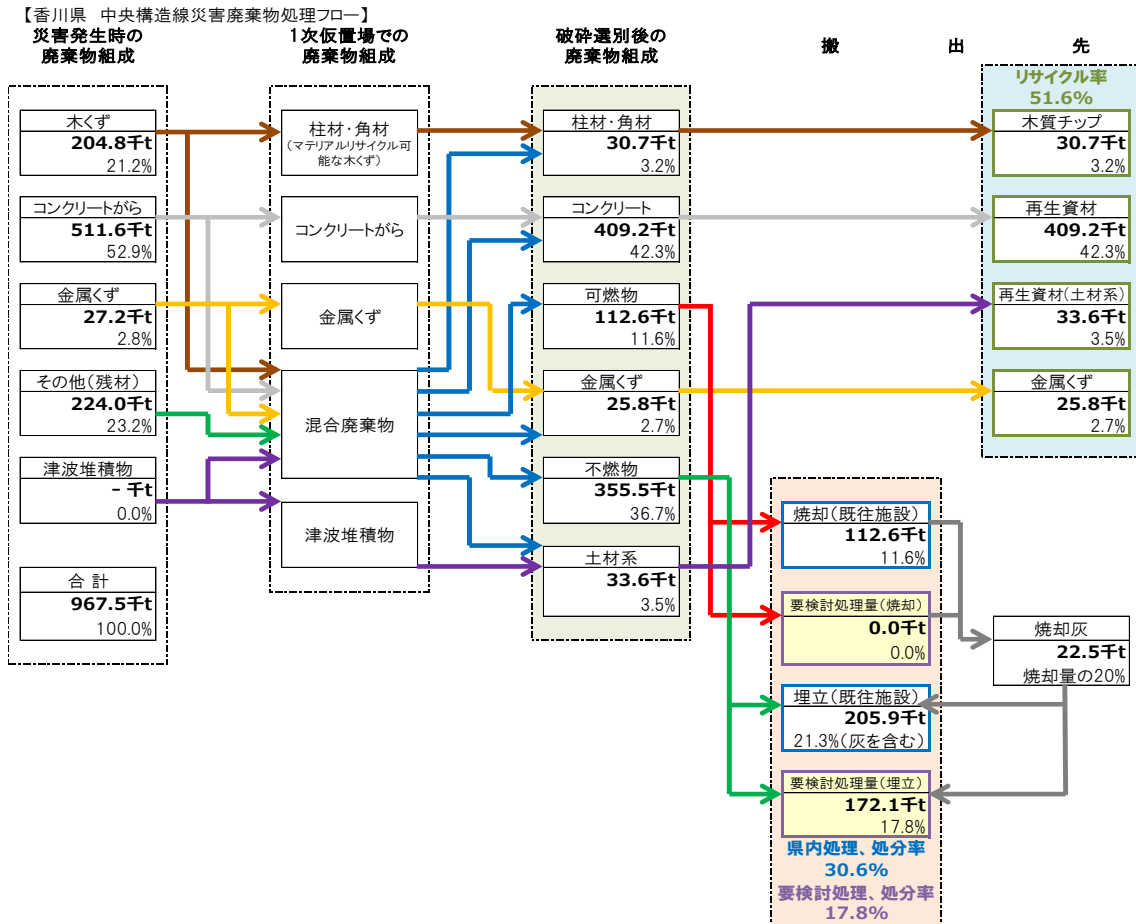 【香川県 中央構造線災害廃棄物処理フロー】
災害発生時の
廃棄物組成
1次仮置場での
廃棄物組成
破砕選別後の
廃棄物組成
搬 出 先
木くず
204.8千t
21.2%
コンクリートがら
511.6千t
52.9%
金属くず
27.2千t
2.8%
その他(残材)
224.0千t
23.2%
津波堆積物
- 千t
0.0%
合 計
967.5千t
100.0%
柱材・角材
(マテリアルリサイクル可
能な木くず)
コンクリートがら
金属くず
混合廃棄物
津波堆積物
柱材・角材
30.7千t
3.2%
コンクリート
409.2千t
42.3%
可燃物
112.6千t
11.6%
金属くず
25.8千t
2.7%
不燃物
355.5千t
36.7%
土材系
33.6千t
3.5%
リサイクル率
51.6%
木質チップ
30.7千t
3.2%
再生資材
409.2千t
42.3%
再生資材(土材系)
33.6千t
3.5%
金属くず
25.8千t
2.7%
焼却(既往施設)
112.6千t
11.6%
要検討処理量(焼却)
0.0千t
0.0%
埋立(既往施設)
205.9千t
21.3%(灰を含む)
要検討処理量(埋立)
172.1千t
17.8%
県内処理、処分率
30.6%
要検討処理、処分率
17.8%
焼却灰
22.5千t
焼却量の20%